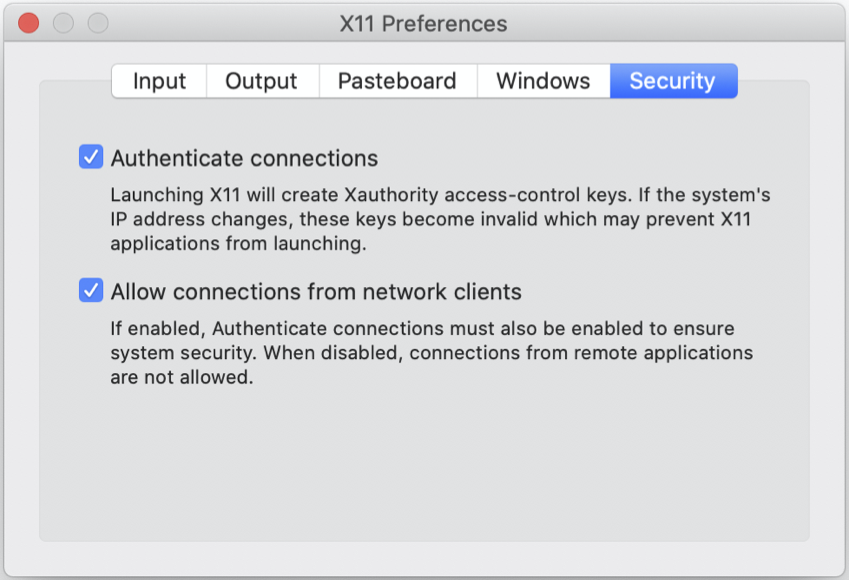 X11 Preferences
Input Output Pasteboard Windows Security
Authenticate connections
Launching X11 will create Xauthority access-control keys. If the system's
IP address changes, these keys become invalid which may prevent X11
applications from launching.
Allow connections from network clients
If enabled, Authenticate connections must also be enabled to ensure
system security. When disabled, connections from remote applications
are not allowed.